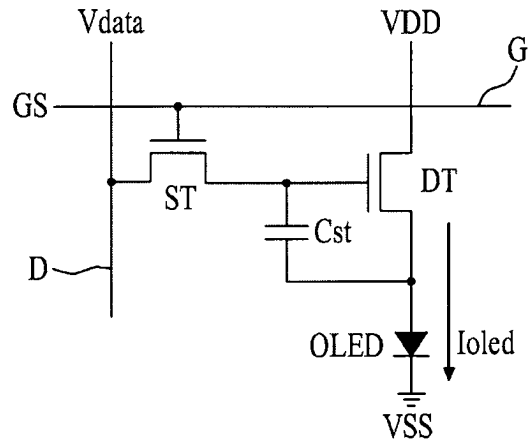 Vdata
VDD
G
GS
ST
DT
Cst
D
OLED
Ioled
VSS